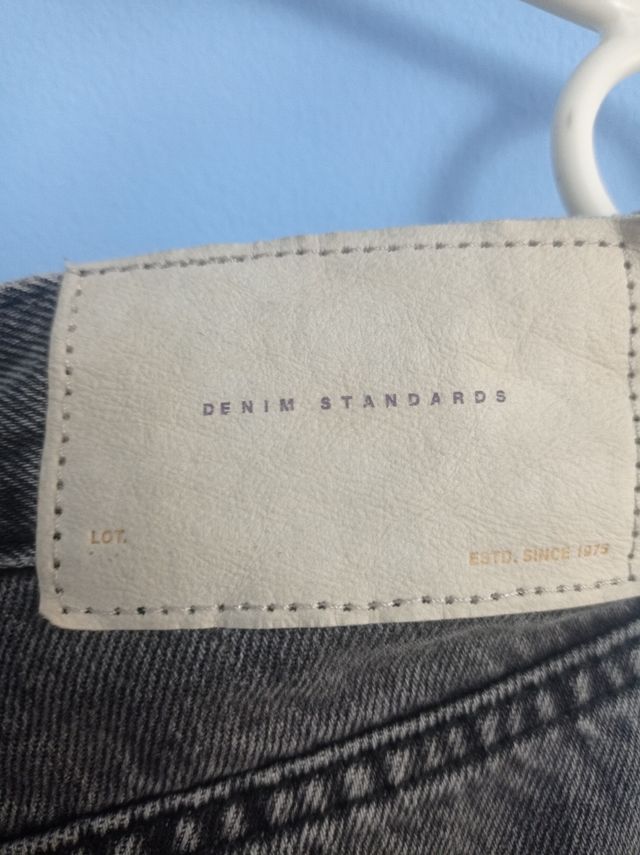 DENIM STANDARDS
LOT.
ESTD. SINCE 1975